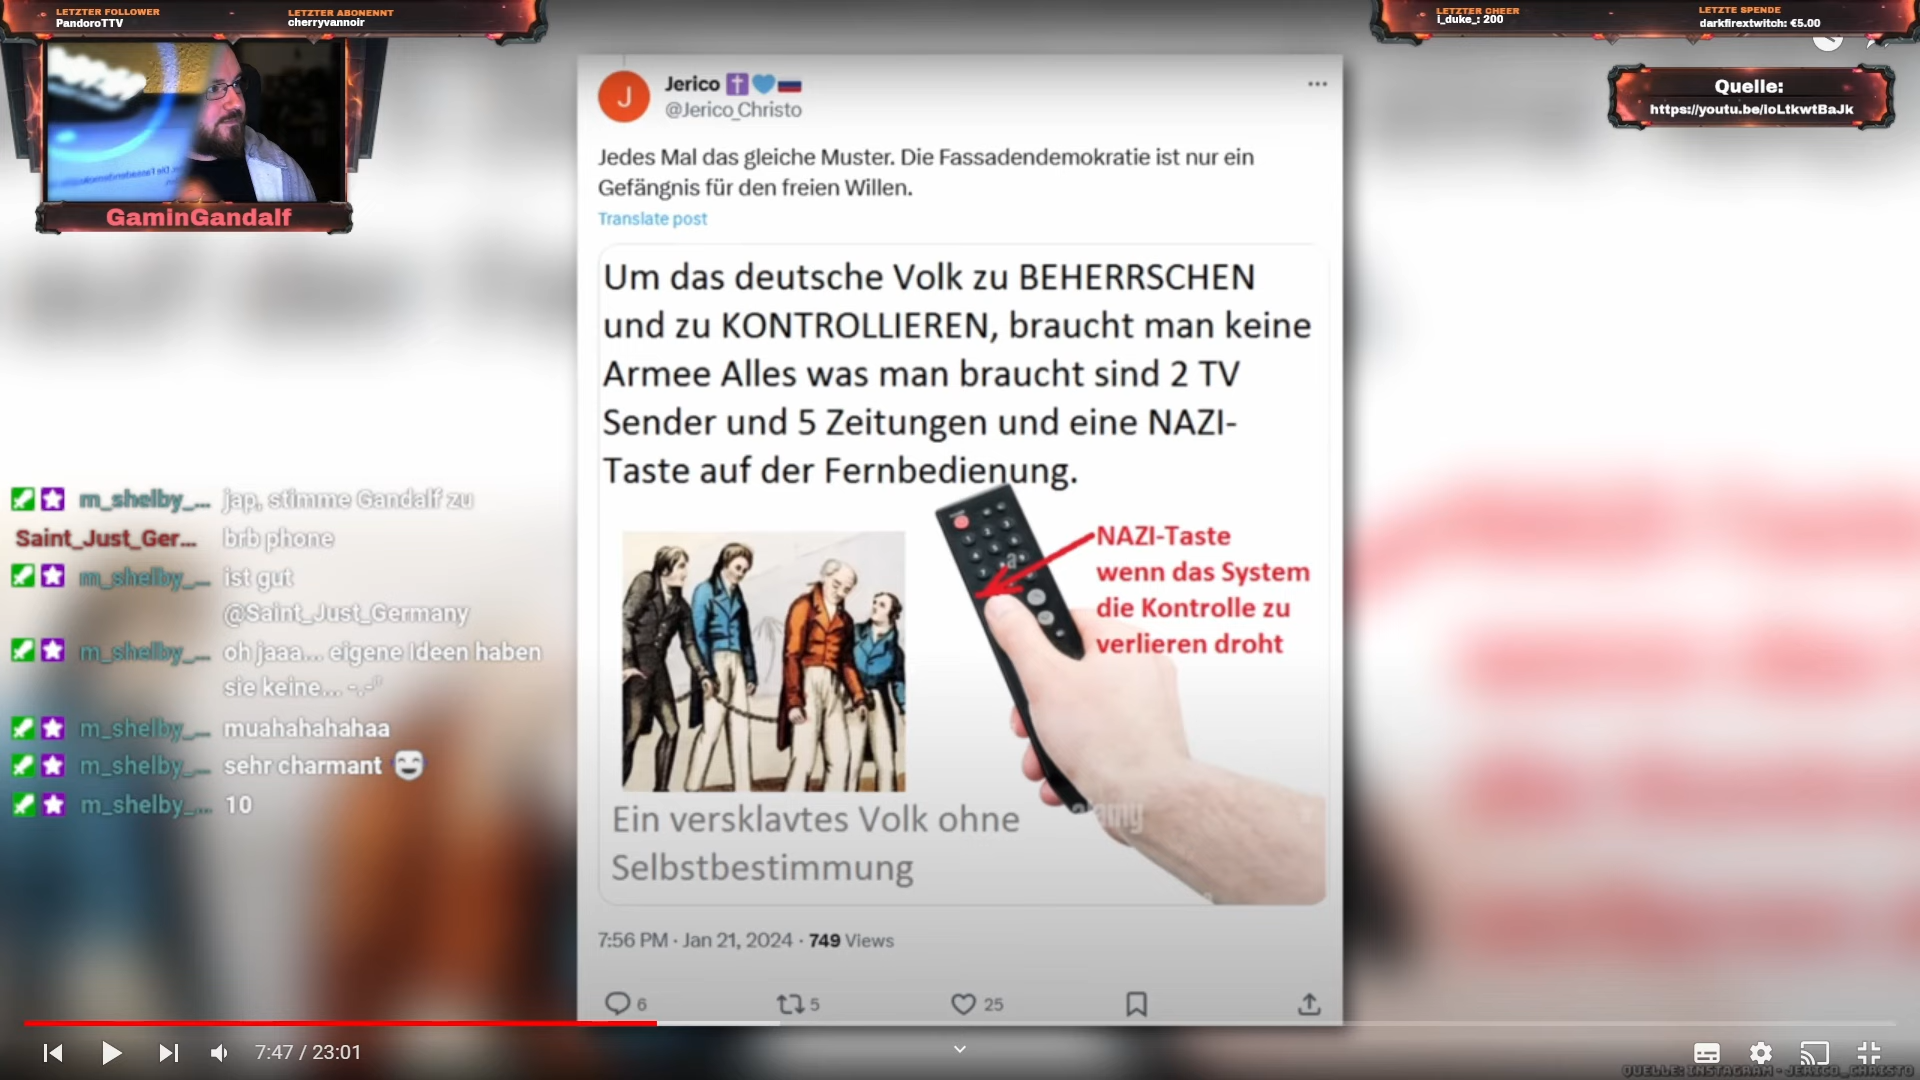 LETZTER FOLLOWER
PandoroTTV
LETZTER ABONENNT
cherryvannoir
LETZTER CHEER
i_duke_: 200
LETZTE SPENDE
darkfirextwitch: €5.00
GaminGandalf
Quelle:
https://youtu.be/loLtkwtBaJk
J
Jerico
@Jerico_Christo
Jedes Mal das gleiche Muster. Die Fassadendemokratie ist nur ein
Gefängnis für den freien Willen.
Translate post
Um das deutsche Volk zu BEHERRSCHEN
und zu KONTROLLIEREN, braucht man keine
Armee Alles was man braucht sind 2 TV
Sender und 5 Zeitungen und eine NAZI-
Taste auf der Fernbedienung.
NAZI-Taste
wenn das System
die Kontrolle zu
verlieren droht
Ein versklavtes Volk ohne
Selbstbestimmung
alamy
7:56 PM · Jan 21, 2024 · 749 Views
6
5
25
m_shelby_... jap, stimme Gandalf zu
Saint_Just_Ger... brb phone
m_shelby_... ist gut
@Saint_Just_Germany
m_shelby_... oh jaaa... eigene Ideen haben
sie keine... -.-"
m_shelby_... muahahahahaa
m_shelby_... sehr charmant
m_shelby_... 10
7:47 / 23:01
QUELLE: INSTAGRAM - JERICO_CHRISTO